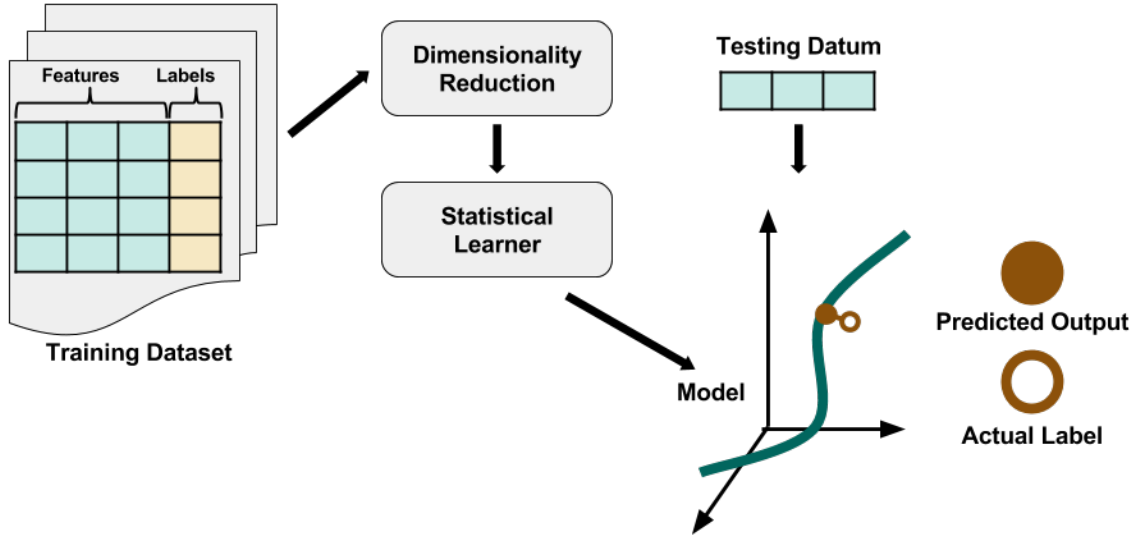 Features Labels
Training Dataset
Dimensionality
Reduction
Statistical
Learner
Testing Datum
Model
Predicted Output
Actual Label